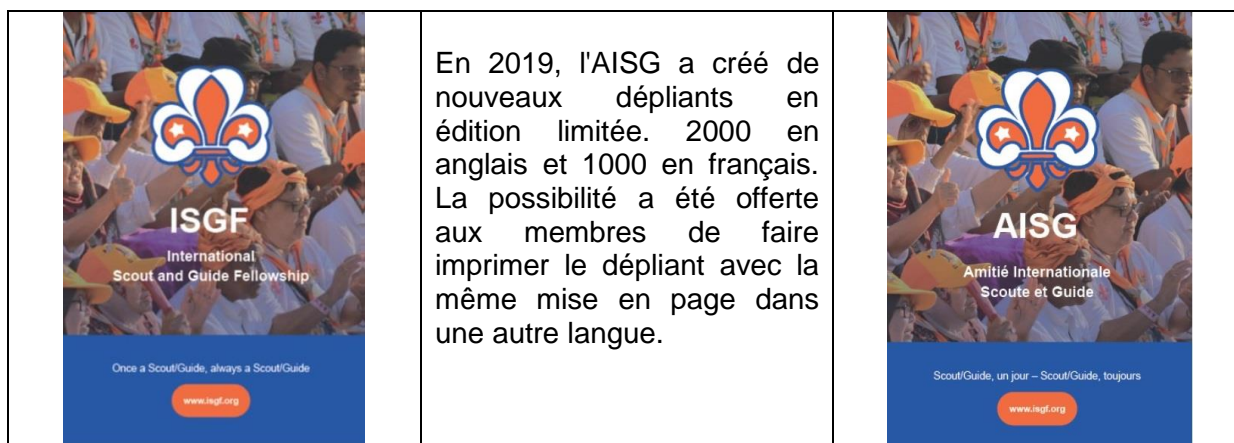 ISGF
International
Scout and Guide Fellowship
Once a Scout/Guide, always a Scout/Guide
www.isgf.org
En 2019, l'AISG a créé de
nouveaux dépliants en
édition limitée. 2000 en
anglais et 1000 en français.
La possibilité a été offerte
aux membres de faire
imprimer le dépliant avec la
même mise en page dans
une autre langue.
AISG
Amitié Internationale
Scoute et Guide
Scout/Guide, un jour – Scout/Guide, toujours
www.isgf.org